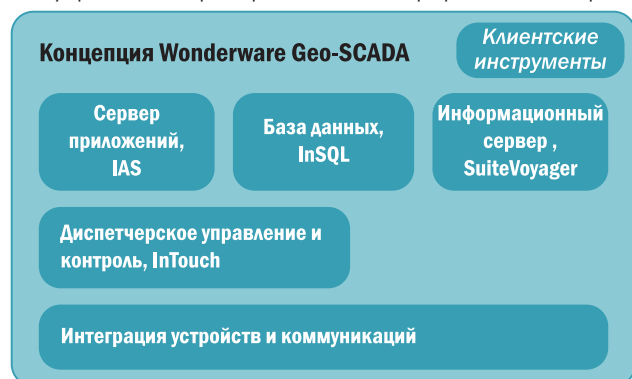 Концепция Wonderware Geo-SCADA
Клиентские
инструменты
Сервер
приложений,
IAS
База данных,
InSQL
Информационный
сервер ,
SuiteVoyager
Диспетчерское управление и
контроль, InTouch
Интеграция устройств и коммуникаций